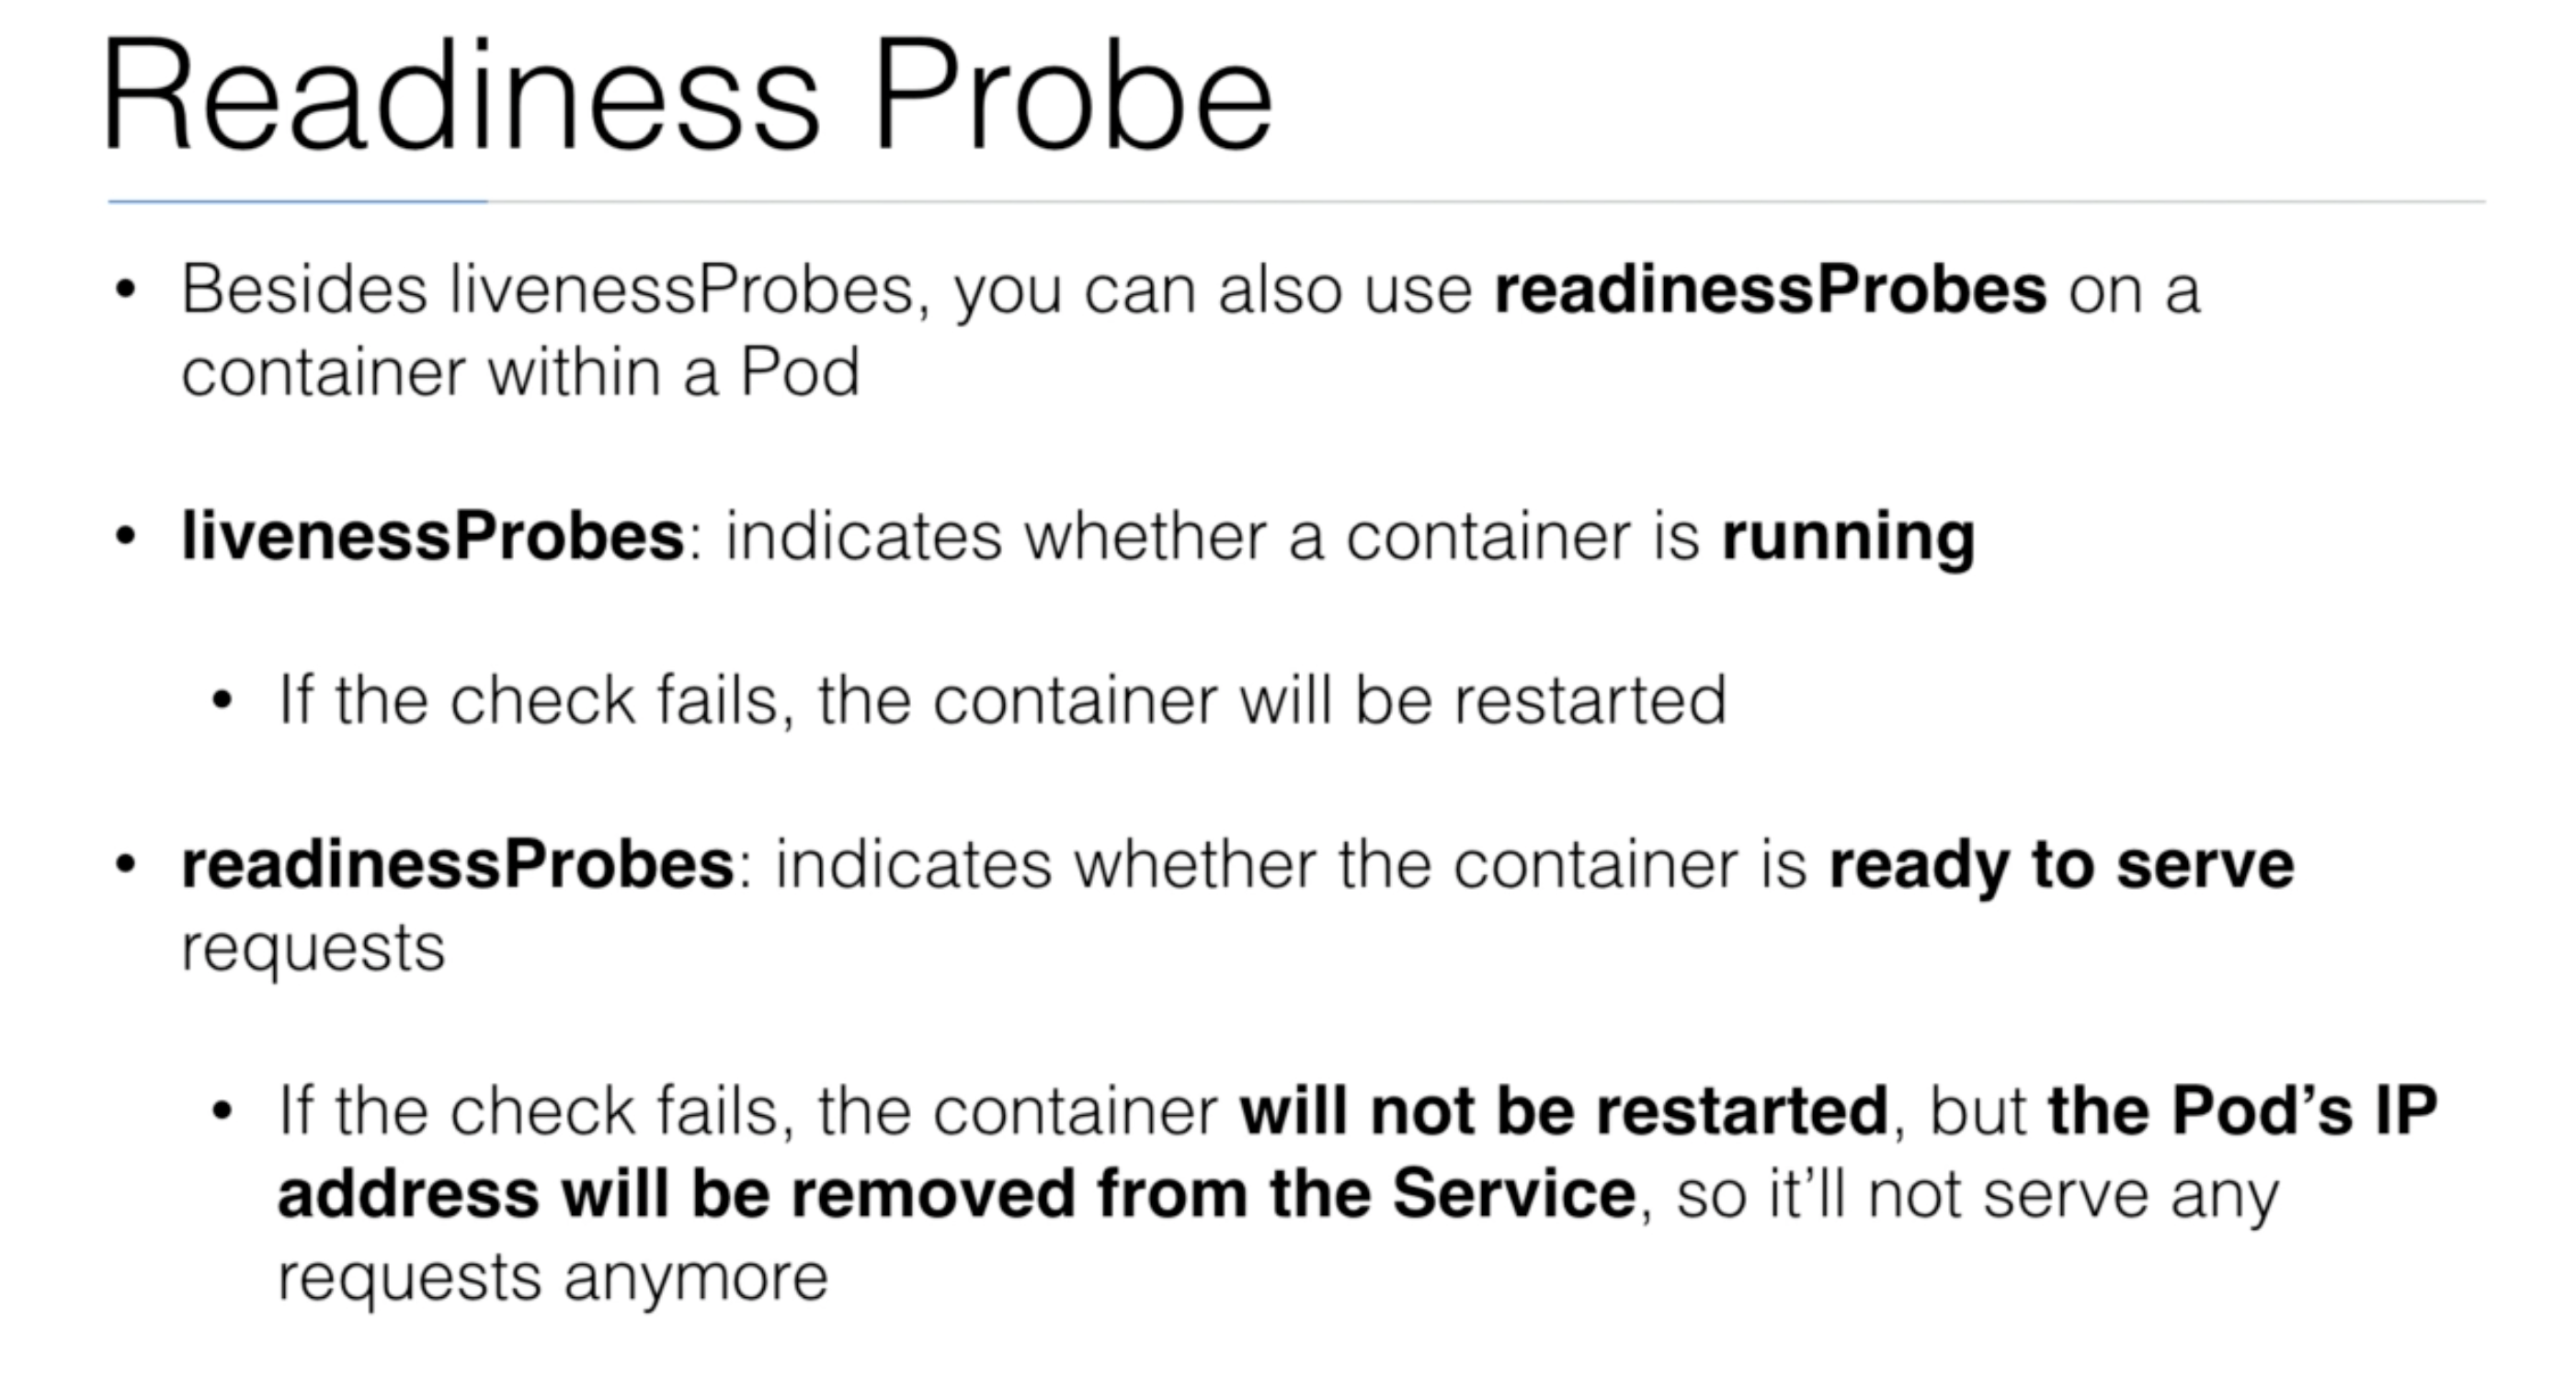 Readiness Probe
• Besides livenessProbes, you can also use readinessProbes on a
container within a Pod
• livenessProbes: indicates whether a container is running
• If the check fails, the container will be restarted
• readinessProbes: indicates whether the container is ready to serve
requests
• If the check fails, the container will not be restarted, but the Pod’s IP
address will be removed from the Service, so it’ll not serve any
requests anymore